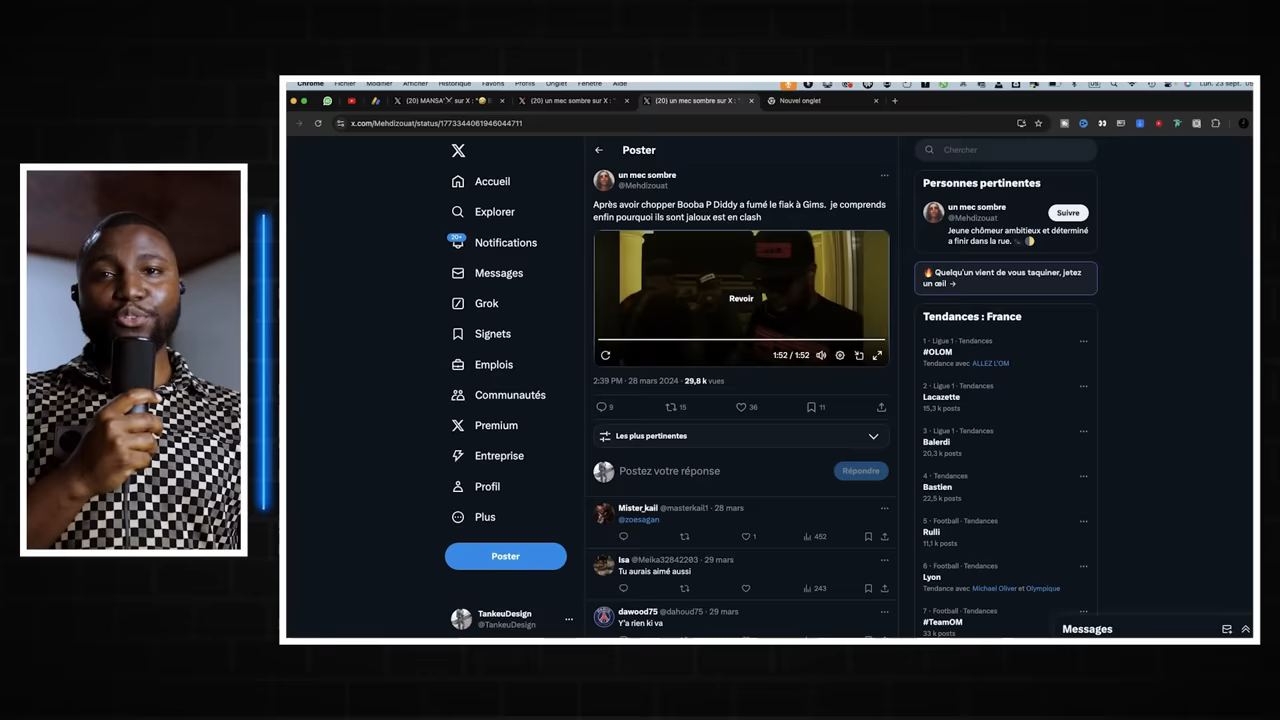 Chrome Fichier Modifier Afficher Historique Favoris Profils Onglet Fenêtre Aide
Lun. 23 sept.
(20) MANSA
sur X : "
(20) un mec sombre sur X : "
(20) un mec sombre sur X : "
Nouvel onglet
x.com/Mehdizouat/status/1773344061946044711
Accueil
Explorer
20+
Notifications
Messages
Grok
Signets
Emplois
Communautés
Premium
Entreprise
Profil
Plus
Poster
TankeuDesign
@TankeuDesign
Poster
un mec sombre
@Mehdizouat
Après avoir chopper Booba P Diddy a fumé le fiak à Gims. je comprends
enfin pourquoi ils sont jaloux est en clash
Revoir
1:52 / 1:52
2:39 PM · 28 mars 2024 · 29,8 k vues
9 15 36 11
Les plus pertinentes
Postez votre réponse
Répondre
Mister,kail @masterkail1 · 28 mars
@zoesagan
1 452
Isa @Meika32842203 · 29 mars
Tu aurais aimé aussi
243
dawood75 @dahoud75 · 29 mars
Y'a rien ki va
Chercher
Personnes pertinentes
un mec sombre
@Mehdizouat
Suivre
Jeune chômeur ambitieux et déterminé
a finir dans la rue.
Quelqu'un vient de vous taquiner, jetez
un œil →
Tendances : France
1 · Ligue 1 · Tendances
#OLOM
Tendance avec ALLEZ L'OM
2 · Ligue 1 · Tendances
Lacazette
15,3 k posts
3 · Ligue 1 · Tendances
Balerdi
20,3 k posts
4 · Tendances
Bastien
22,5 k posts
5 · Football · Tendances
Rulli
11,1 k posts
6 · Football · Tendances
Lyon
Tendance avec Michael Oliver et Olympique
7 · Football · Tendances
#TeamOM
33 k posts
Messages